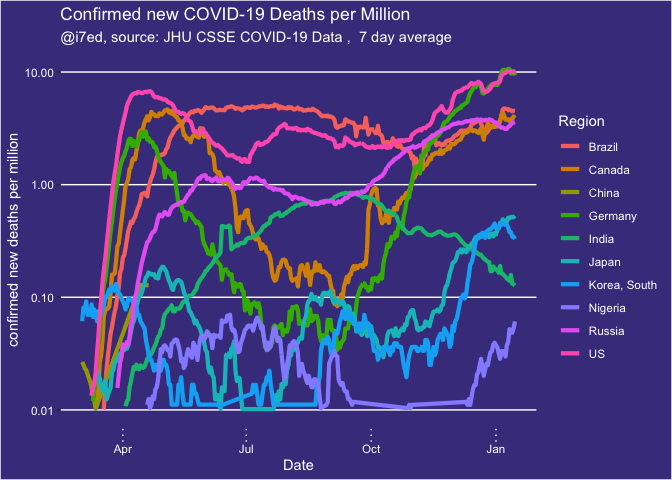 Confirmed new COVID-19 Deaths per Million
@i7ed, source: JHU CSSE COVID-19 Data ,  7 day average
confirmed new deaths per million
10.00
1.00
0.10
0.01
Apr
Jul
Oct
Jan
Date
Region
Brazil
Canada
China
Germany
India
Japan
Korea, South
Nigeria
Russia
US